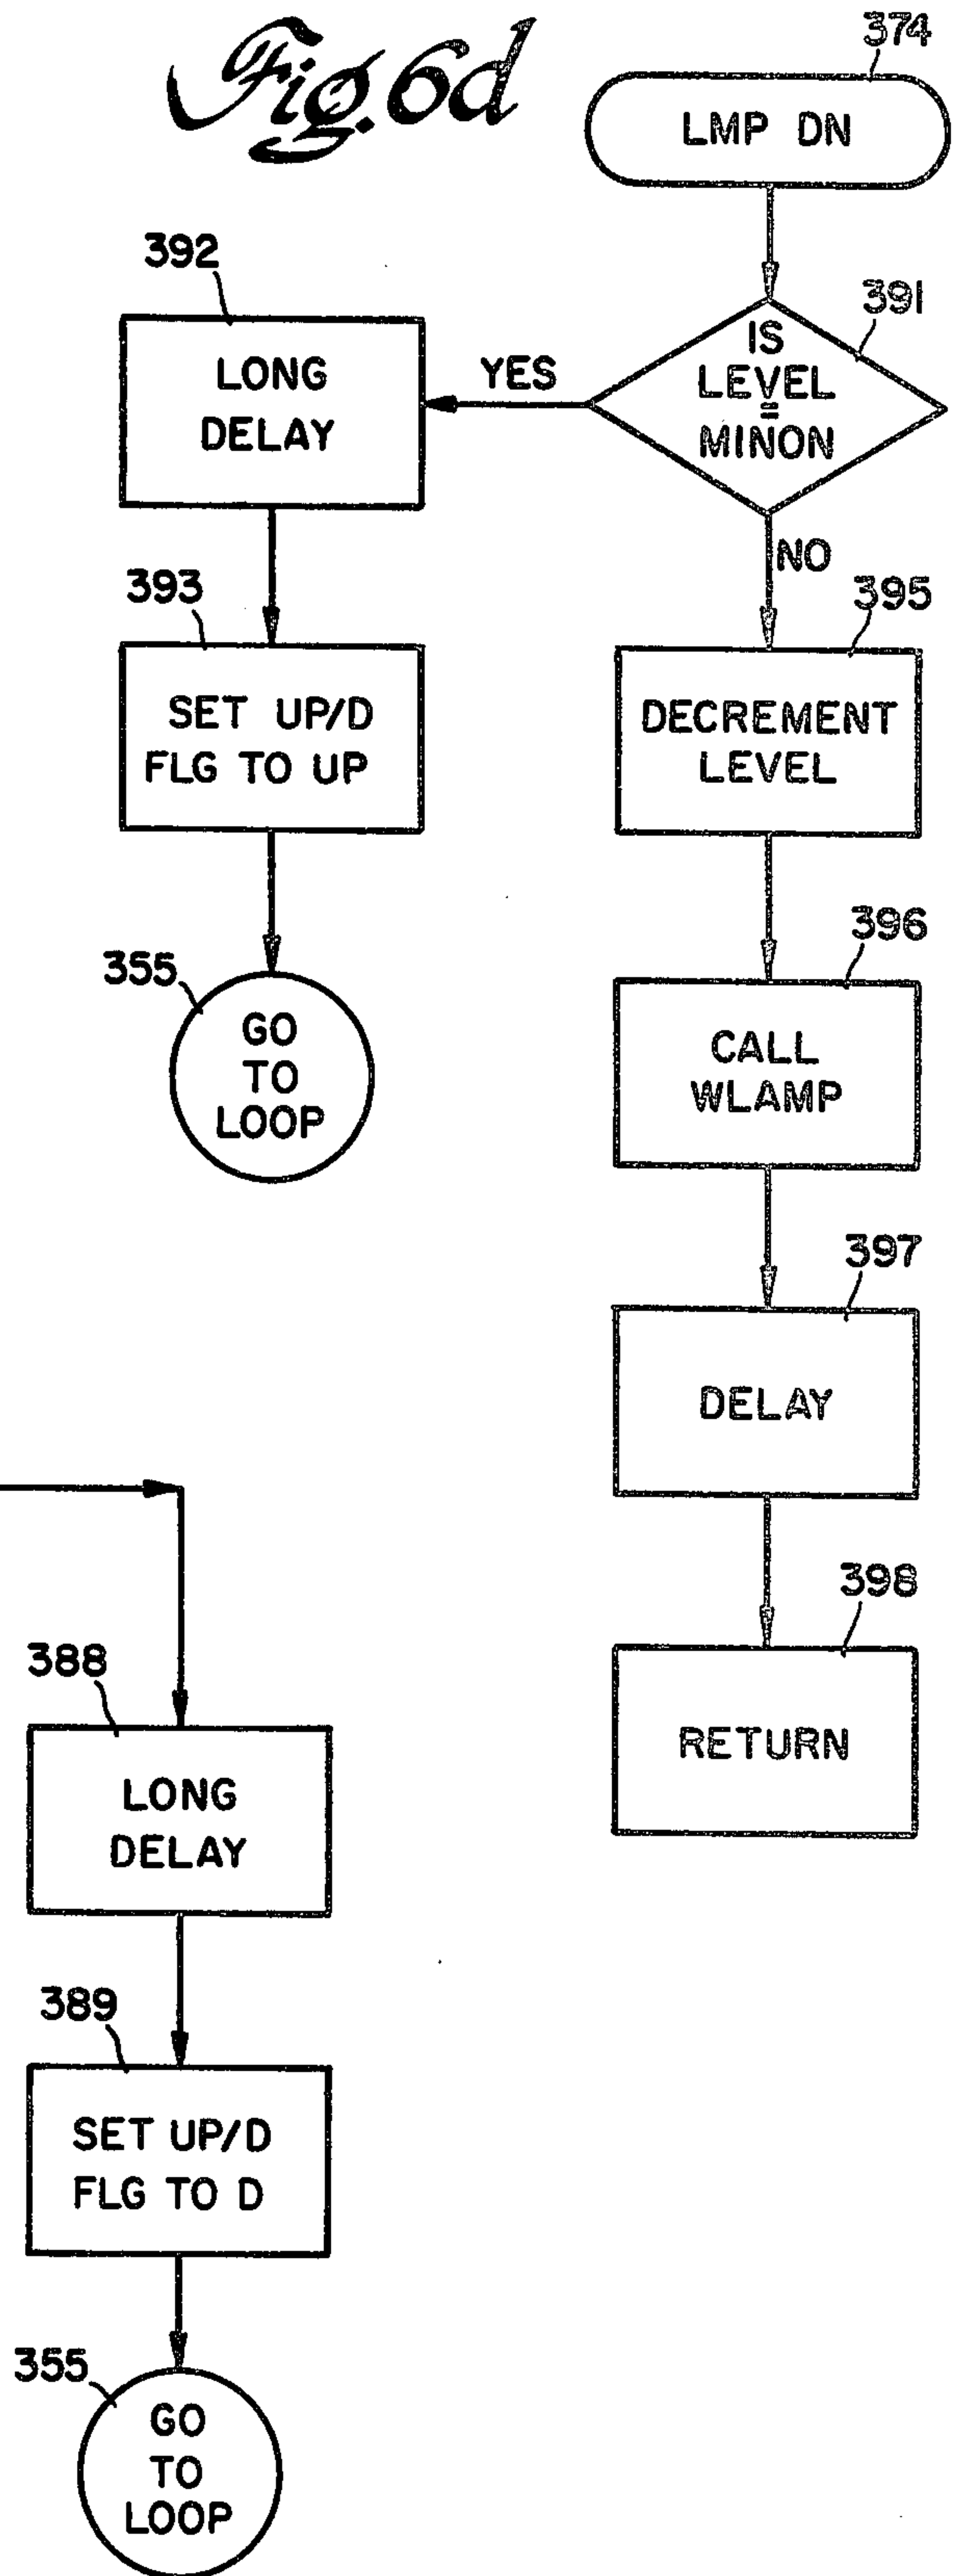 Fig. 6d
374
LMP DN
391
IS
LEVEL
=
MINON
YES
392
LONG
DELAY
393
SET UP/D
FLG TO UP
355
GO
TO
LOOP
NO
395
DECREMENT
LEVEL
396
CALL
WLAMP
397
DELAY
398
RETURN
388
LONG
DELAY
389
SET UP/D
FLG TO D
355
GO
TO
LOOP